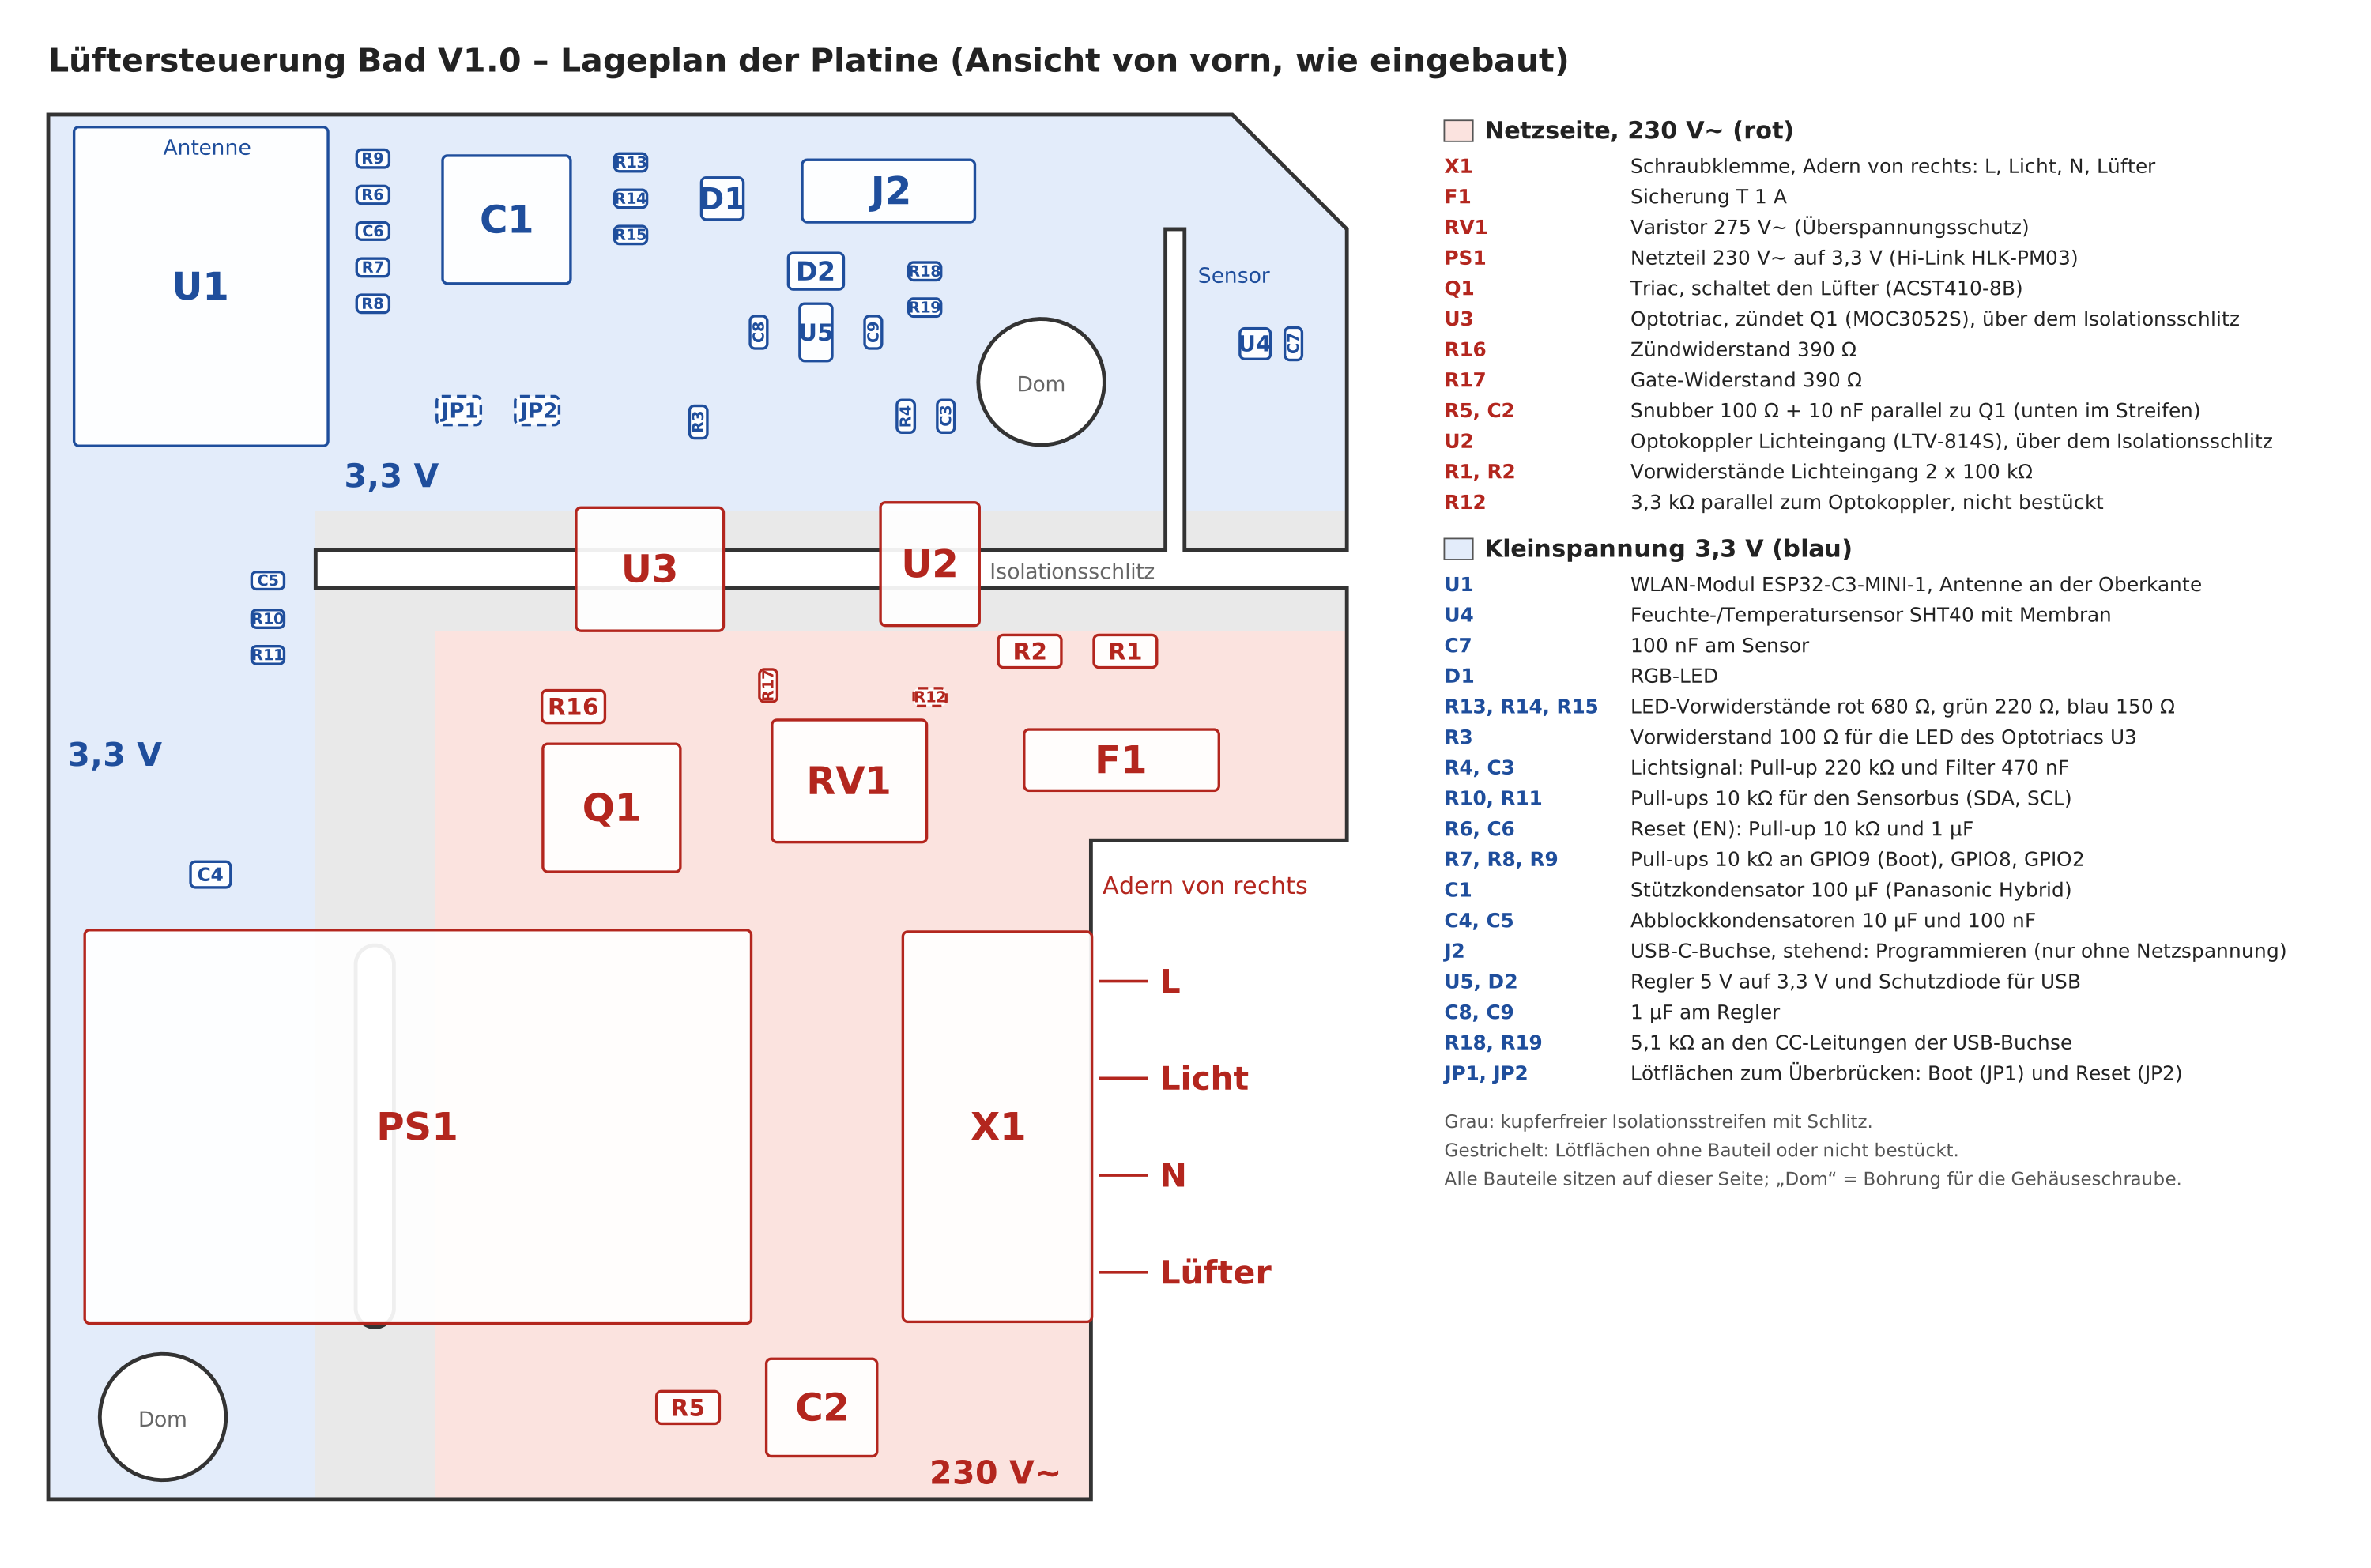 Lüftersteuerung Bad V1.0 – Lageplan der Platine (Ansicht von vorn, wie eingebaut)
Antenne
U1
R9
R6
C6
R7
R8
C1
R13
R14
R15
D1
J2
D2
R18
R19
C8
U5
C9
Sensor
U4
C7
Dom
JP1
JP2
R3
R4
C3
3,3 V
U3
U2
Isolationsschlitz
C5
R10
R11
R2
R1
R17
R12
R16
3,3 V
Q1
RV1
F1
C4
Adern von rechts
PS1
X1
L
Licht
N
Lüfter
Dom
R5
C2
230 V~
Netzseite, 230 V~ (rot)
X1 Schraubklemme, Adern von rechts: L, Licht, N, Lüfter
F1 Sicherung T 1 A
RV1 Varistor 275 V~ (Überspannungsschutz)
PS1 Netzteil 230 V~ auf 3,3 V (Hi-Link HLK-PM03)
Q1 Triac, schaltet den Lüfter (ACST410-8B)
U3 Optotriac, zündet Q1 (MOC3052S), über dem Isolationsschlitz
R16 Zündwiderstand 390 Ω
R17 Gate-Widerstand 390 Ω
R5, C2 Snubber 100 Ω + 10 nF parallel zu Q1 (unten im Streifen)
U2 Optokoppler Lichteingang (LTV-814S), über dem Isolationsschlitz
R1, R2 Vorwiderstände Lichteingang 2 x 100 kΩ
R12 3,3 kΩ parallel zum Optokoppler, nicht bestückt
Kleinspannung 3,3 V (blau)
U1 WLAN-Modul ESP32-C3-MINI-1, Antenne an der Oberkante
U4 Feuchte-/Temperatursensor SHT40 mit Membran
C7 100 nF am Sensor
D1 RGB-LED
R13, R14, R15 LED-Vorwiderstände rot 680 Ω, grün 220 Ω, blau 150 Ω
R3 Vorwiderstand 100 Ω für die LED des Optotriacs U3
R4, C3 Lichtsignal: Pull-up 220 kΩ und Filter 470 nF
R10, R11 Pull-ups 10 kΩ für den Sensorbus (SDA, SCL)
R6, C6 Reset (EN): Pull-up 10 kΩ und 1 µF
R7, R8, R9 Pull-ups 10 kΩ an GPIO9 (Boot), GPIO8, GPIO2
C1 Stützkondensator 100 µF (Panasonic Hybrid)
C4, C5 Abblockkondensatoren 10 µF und 100 nF
J2 USB-C-Buchse, stehend: Programmieren (nur ohne Netzspannung)
U5, D2 Regler 5 V auf 3,3 V und Schutzdiode für USB
C8, C9 1 µF am Regler
R18, R19 5,1 kΩ an den CC-Leitungen der USB-Buchse
JP1, JP2 Lötflächen zum Überbrücken: Boot (JP1) und Reset (JP2)
Grau: kupferfreier Isolationsstreifen mit Schlitz.
Gestrichelt: Lötflächen ohne Bauteil oder nicht bestückt.
Alle Bauteile sitzen auf dieser Seite; „Dom“ = Bohrung für die Gehäuseschraube.